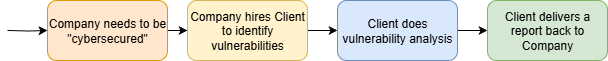 Company needs to be
"cybersecured"
Company hires Client
to identify
vulnerabilities
Client does
vulnerability analysis
Client delivers a
report back to
Company